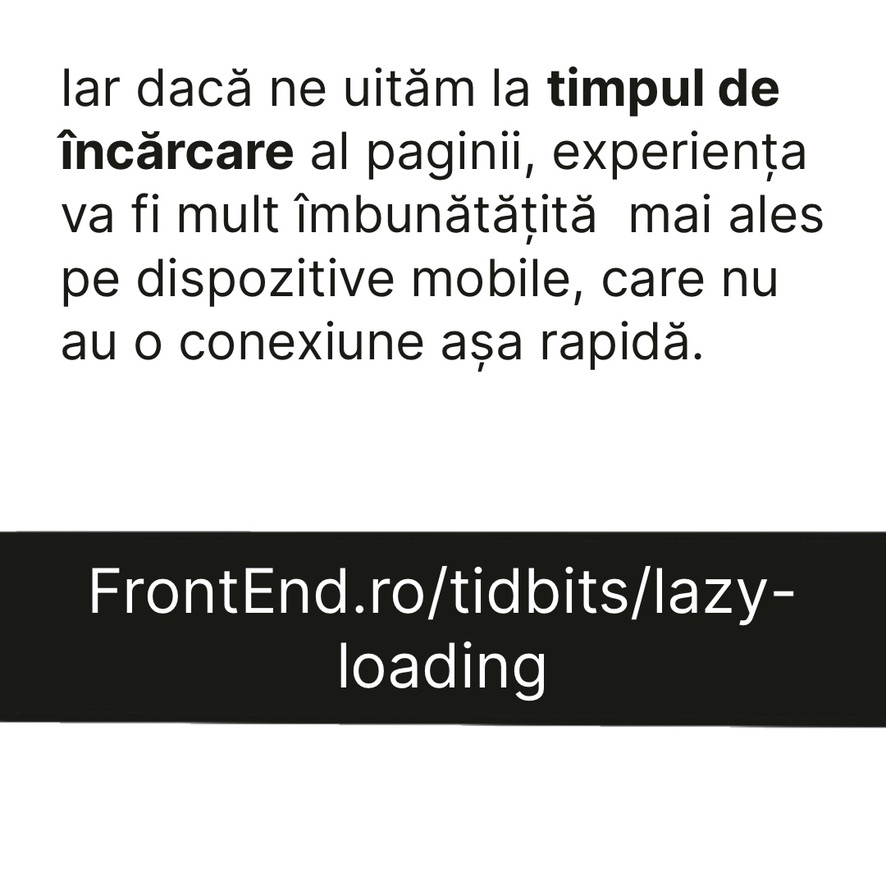 Iar dacă ne uităm la timpul de
încărcare al paginii, experiența
va fi mult îmbunătățită  mai ales
pe dispozitive mobile, care nu
au o conexiune așa rapidă.
FrontEnd.ro/tidbits/lazy-
loading